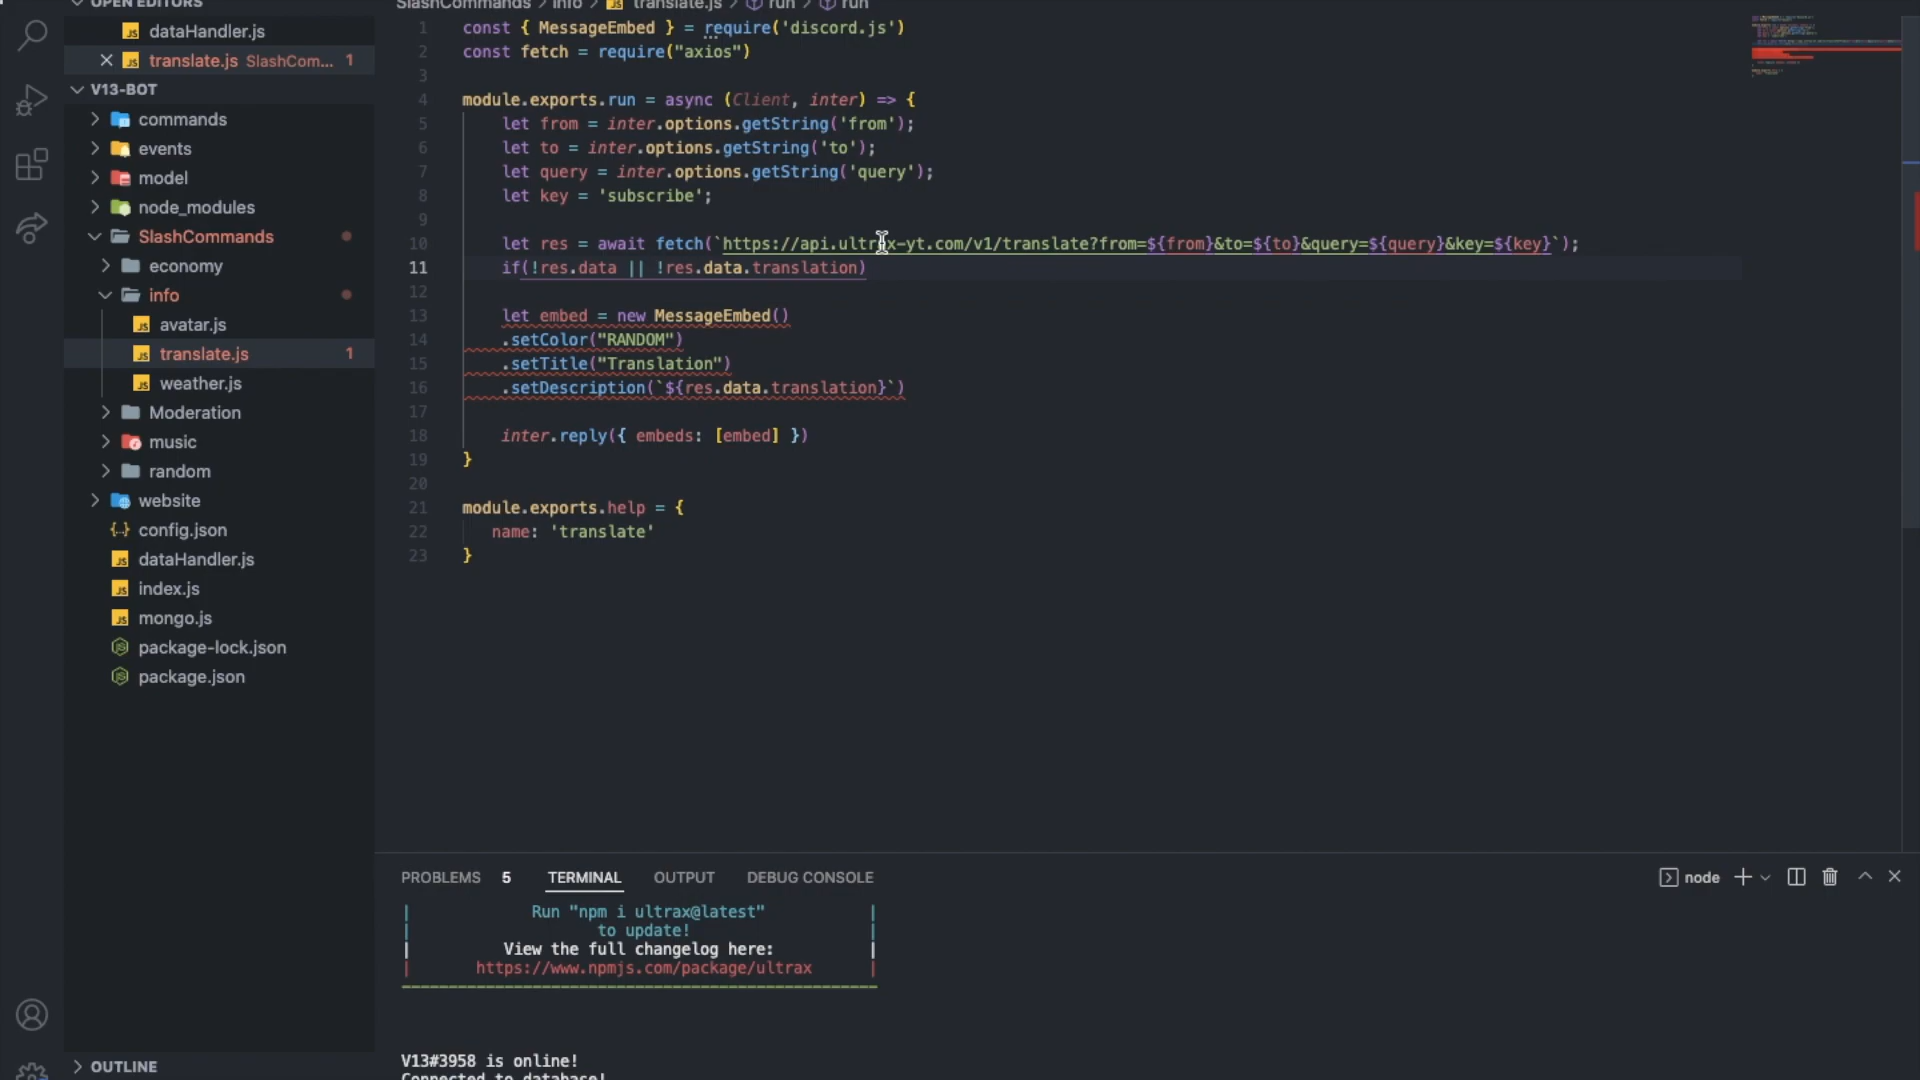 OPEN EDITORS
dataHandler.js
translate.js SlashCom... 1
V13-BOT
commands
events
model
node_modules
SlashCommands
economy
info
avatar.js
translate.js 1
weather.js
Moderation
music
random
website
config.json
dataHandler.js
index.js
mongo.js
package-lock.json
package.json
OUTLINE
SlashCommands > info > translate.js > run > run
1 const { MessageEmbed } = require('discord.js')
2 const fetch = require("axios")
3
4 module.exports.run = async (Client, inter) => {
5 let from = inter.options.getString('from');
6 let to = inter.options.getString('to');
7 let query = inter.options.getString('query');
8 let key = 'subscribe';
9
10 let res = await fetch(`https://api.ultrax-yt.com/v1/translate?from=${from}&to=${to}&query=${query}&key=${key}`);
11 if(!res.data || !res.data.translation)
12
13 let embed = new MessageEmbed()
14 .setColor("RANDOM")
15 .setTitle("Translation")
16 .setDescription(`${res.data.translation}`)
17
18 inter.reply({ embeds: [embed] })
19 }
20
21 module.exports.help = {
22 name: 'translate'
23 }
PROBLEMS 5 TERMINAL OUTPUT DEBUG CONSOLE
node
Run "npm i ultrax@latest"
to update!
View the full changelog here:
https://www.npmjs.com/package/ultrax
V13#3958 is online!
Connected to database!